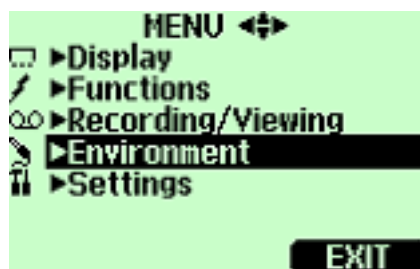 MENU
Display
Functions
Recording/Viewing
Environment
Settings
EXIT